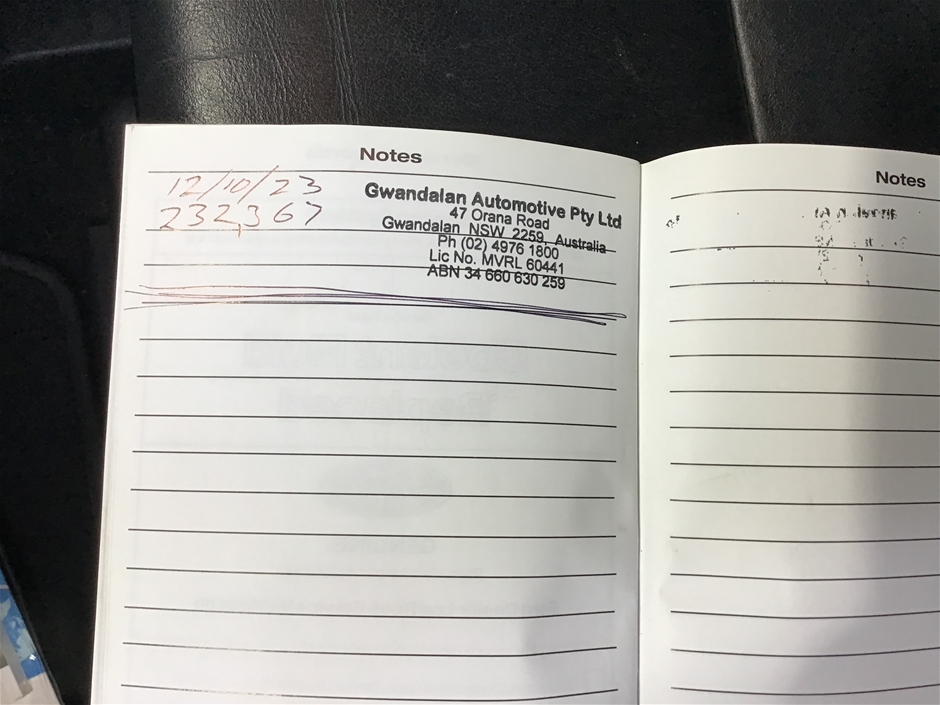 Notes
12/10/23
232,367
Gwandalan Automotive Pty Ltd
47 Orana Road
Gwandalan NSW 2259, Australia
Ph (02) 4976 1800
Lic No. MVRL 60441
ABN 34 660 630 259
Notes